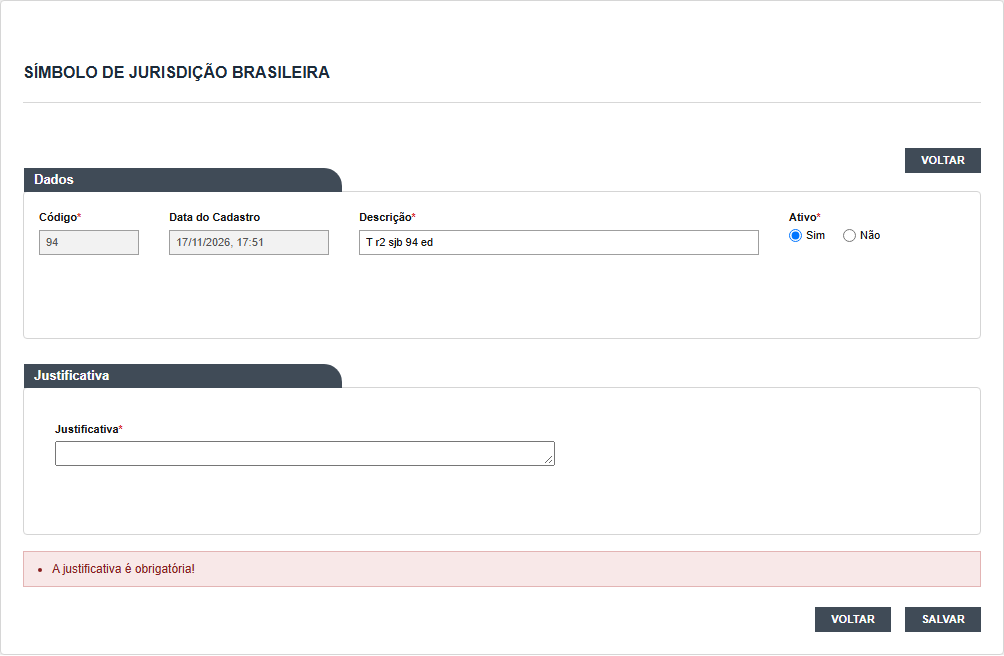 SÍMBOLO DE JURISDIÇÃO BRASILEIRA
VOLTAR
Dados
Código* Data do Cadastro Descrição* Ativo*
94 17/11/2026, 17:51 T r2 sjb 94 ed Sim Não
Justificativa
Justificativa*
• A justificativa é obrigatória!
VOLTAR SALVAR